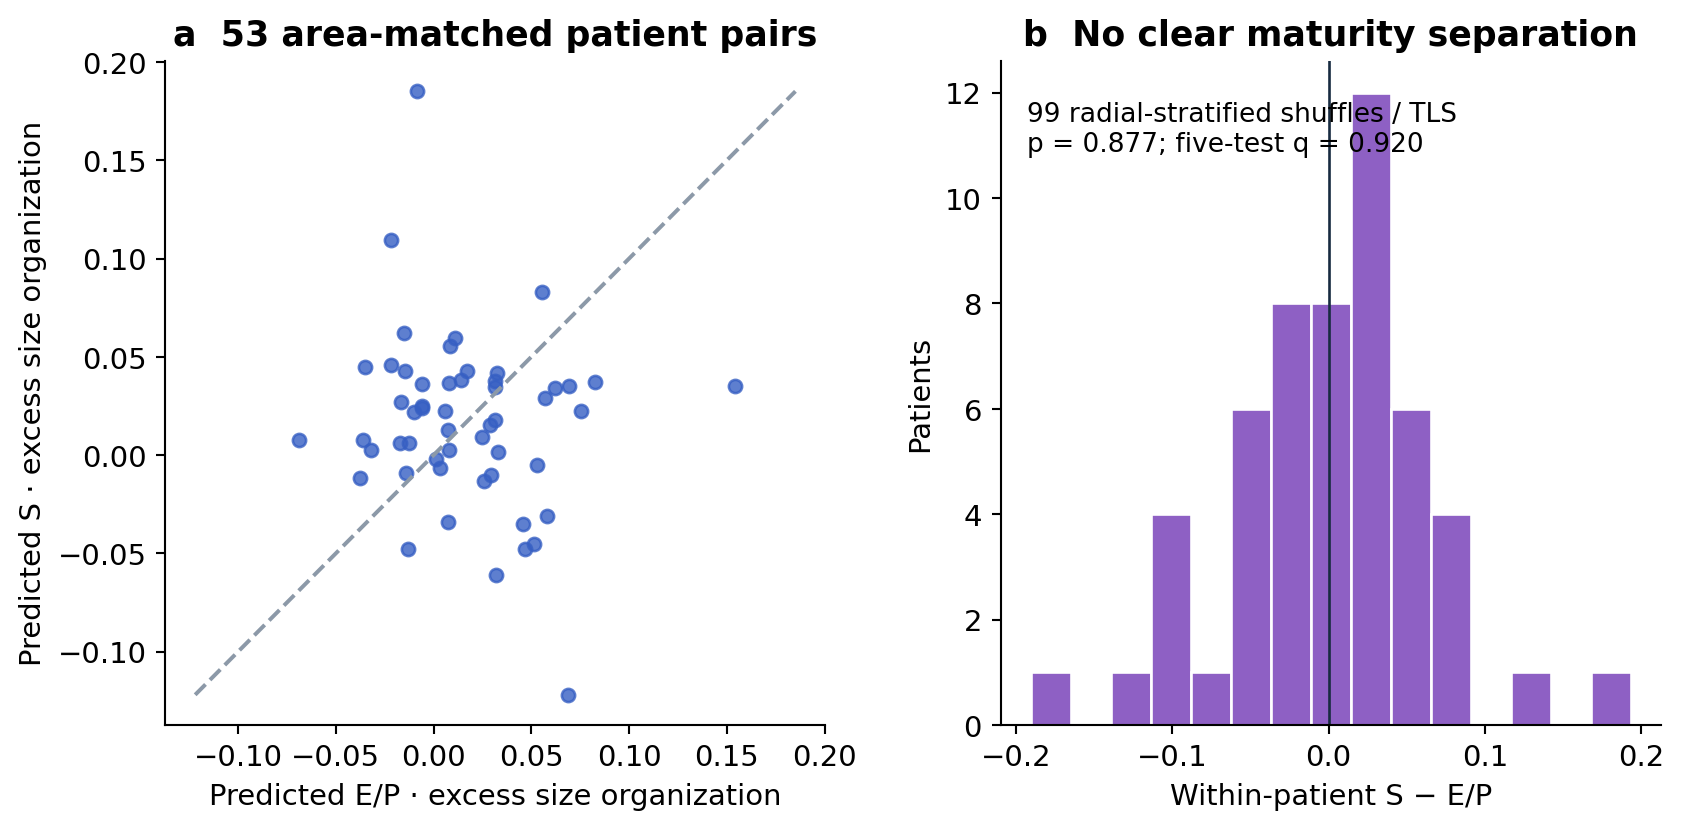 a  53 area-matched patient pairs
0.20
0.15
0.10
0.05
0.00
−0.05
−0.10
Predicted S · excess size organization
−0.10 −0.05 0.00 0.05 0.10 0.15 0.20
Predicted E/P · excess size organization
b  No clear maturity separation
99 radial-stratified shuffles / TLS
p = 0.877; five-test q = 0.920
12
10
8
6
4
2
0
Patients
−0.2 −0.1 0.0 0.1 0.2
Within-patient S − E/P